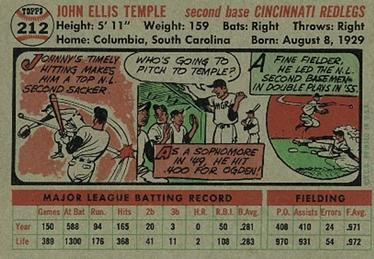 TOPPS
212
JOHN ELLIS TEMPLE second base CINCINNATI REDLEGS
Height: 5' 11" Weight: 159 Bats: Right Throws: Right
Home: Columbia, South Carolina Born: August 8, 1929
JOHNNY'S TIMELY
HITTING MAKES
HIM A TOP N.L.
SECOND SACKER.
WHO'S GOING TO
PITCH TO TEMPLE?
MGR.
AS A SOPHOMORE
IN '49, HE HIT
.400 FOR OGDEN!
A FINE FIELDER,
HE LED THE N.L.
SECOND BASEMEN
IN DOUBLE PLAYS IN '55.
MAJOR LEAGUE BATTING RECORD FIELDING
Games At Bat Runs Hits 2b 3b H.R. R.B.I. B.Avg. P.O. Assists Errors F.Avg.
Year 150 588 94 165 20 3 0 50 .281 408 410 24 .971
Life 389 1300 176 368 41 11 2 108 .283 970 931 54 .972